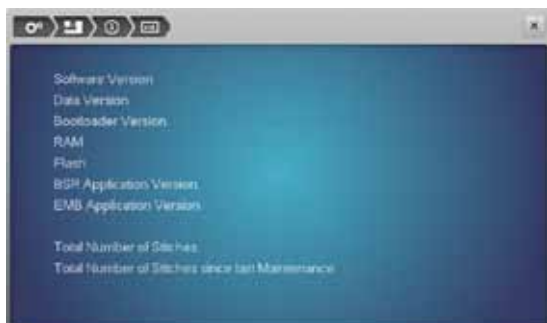 Software Version
Data Version
Bootloader Version
RAM
Flash
BSR Application Version
EMB Application Version
Total Number of Stitches
Total Number of Stitches since last Maintenance